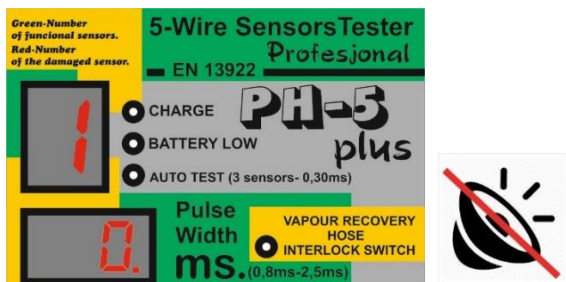 Green-Number
of funcional sensors.
Red-Number
of the damaged sensor.
5-Wire Sensors Tester
Profesjonal
EN 13922
1
CHARGE
BATTERY LOW
AUTO TEST (3 sensors- 0,30ms)
PH-5
plus
0.
Pulse
Width
ms. (0,8ms-2,5ms)
VAPOUR RECOVERY
HOSE
INTERLOCK SWITCH